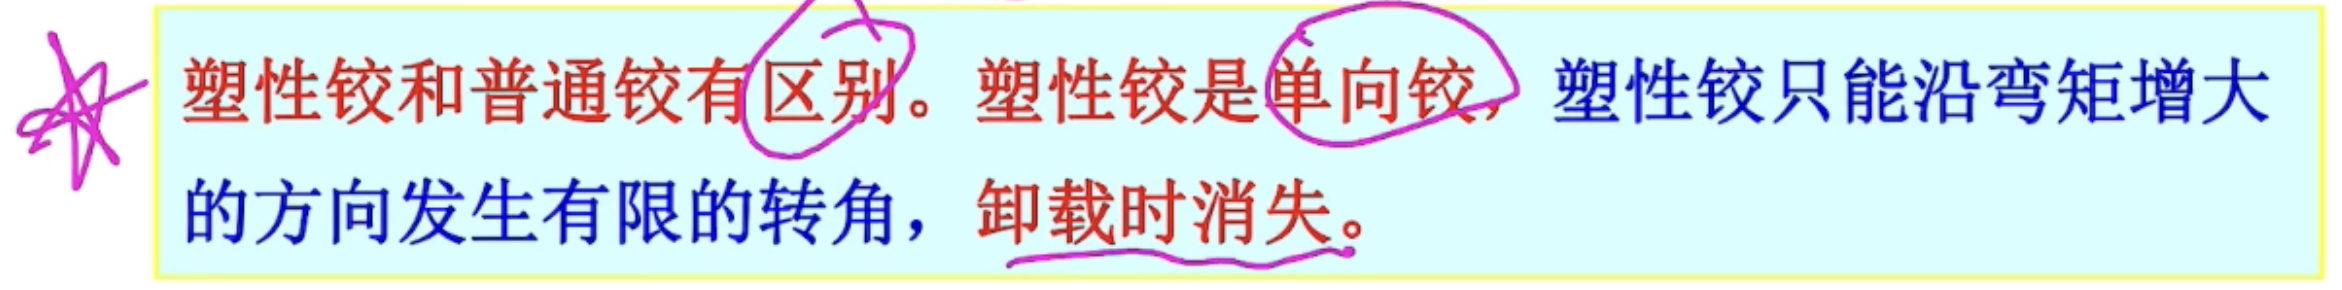 塑性铰和普通铰有区别。塑性铰是单向铰，塑性铰只能沿弯矩增大
的方向发生有限的转角，卸载时消失。